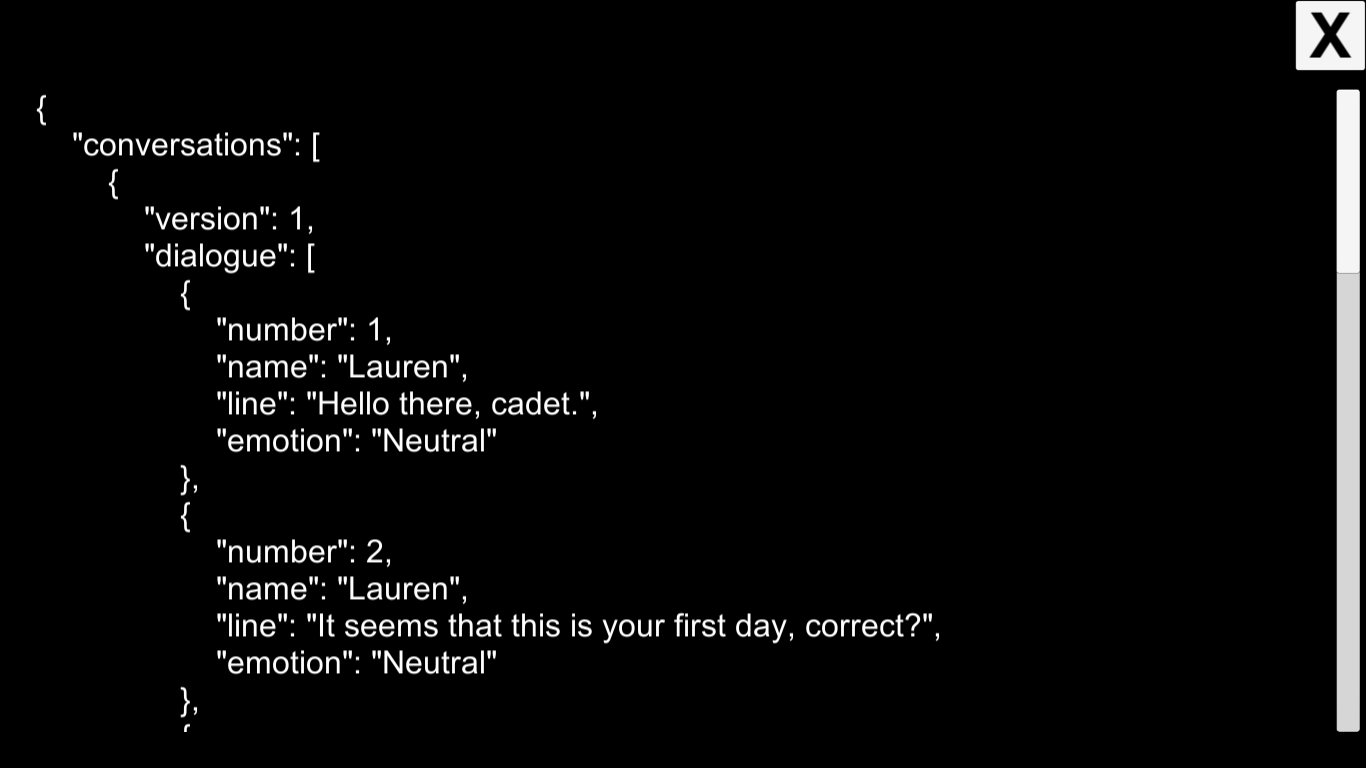 X
{
"conversations": [
{
"version": 1,
"dialogue": [
{
"number": 1,
"name": "Lauren",
"line": "Hello there, cadet.",
"emotion": "Neutral"
},
{
"number": 2,
"name": "Lauren",
"line": "It seems that this is your first day, correct?",
"emotion": "Neutral"
},